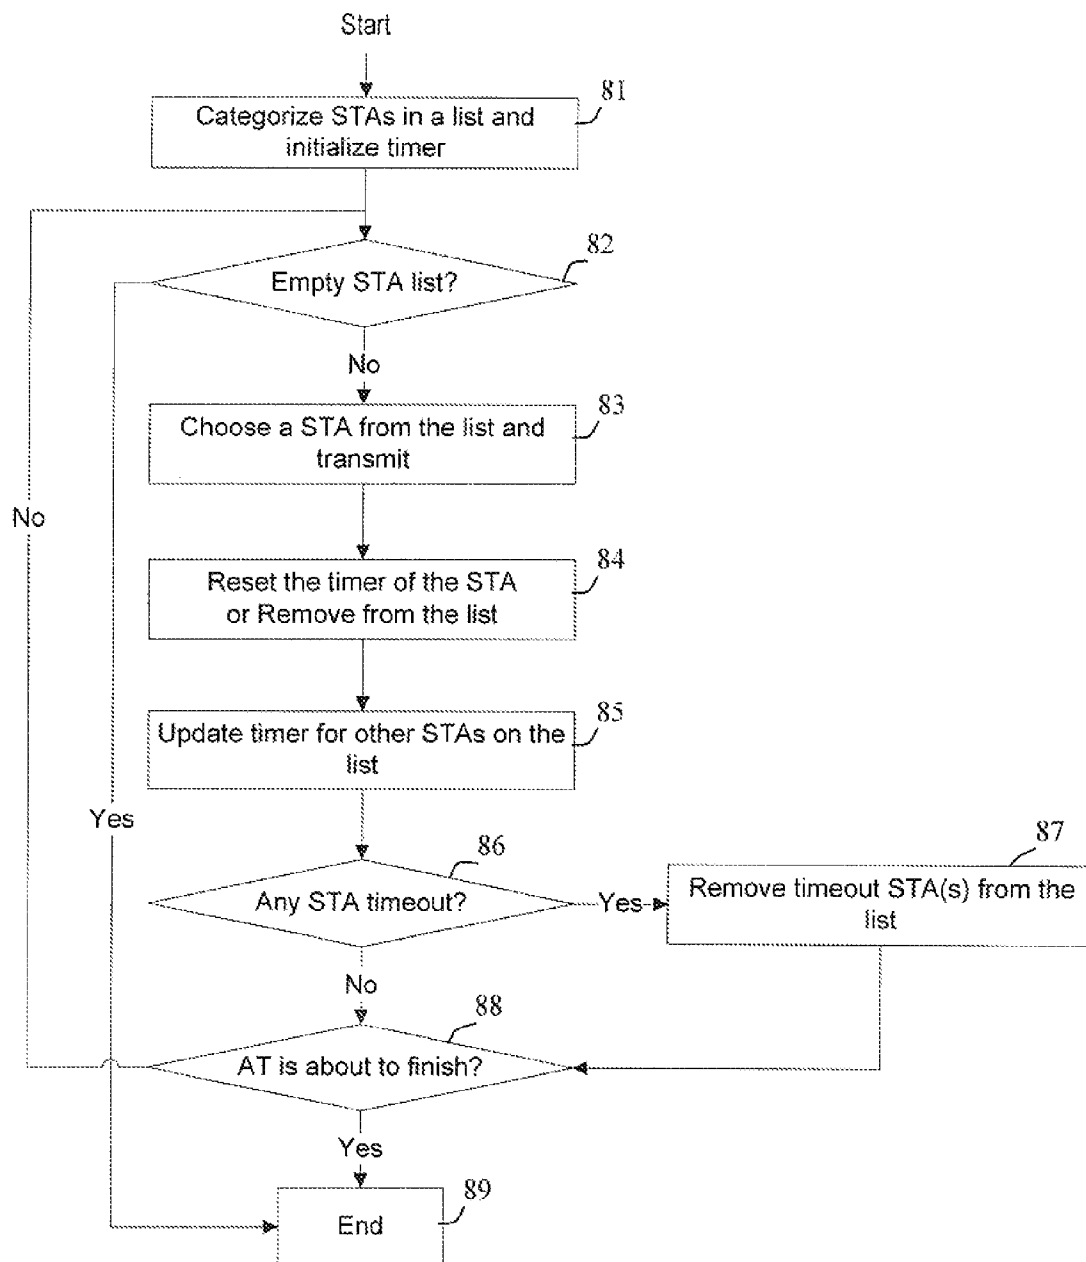 Start
81
Categorize STAs in a list and
initialize timer
82
Empty STA list?
No
83
Choose a STA from the list and
transmit
No
84
Reset the timer of the STA
or Remove from the list
85
Update timer for other STAs on the
list
Yes
86
Any STA timeout?
Yes
87
Remove timeout STA(s) from the
list
No
88
AT is about to finish?
Yes
89
End